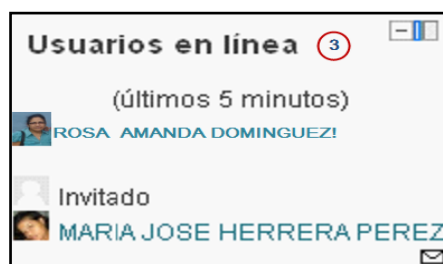 Usuarios en línea 3
(últimos 5 minutos)
ROSA AMANDA DOMINGUEZ!
Invitado
MARIA JOSE HERRERA PEREZ